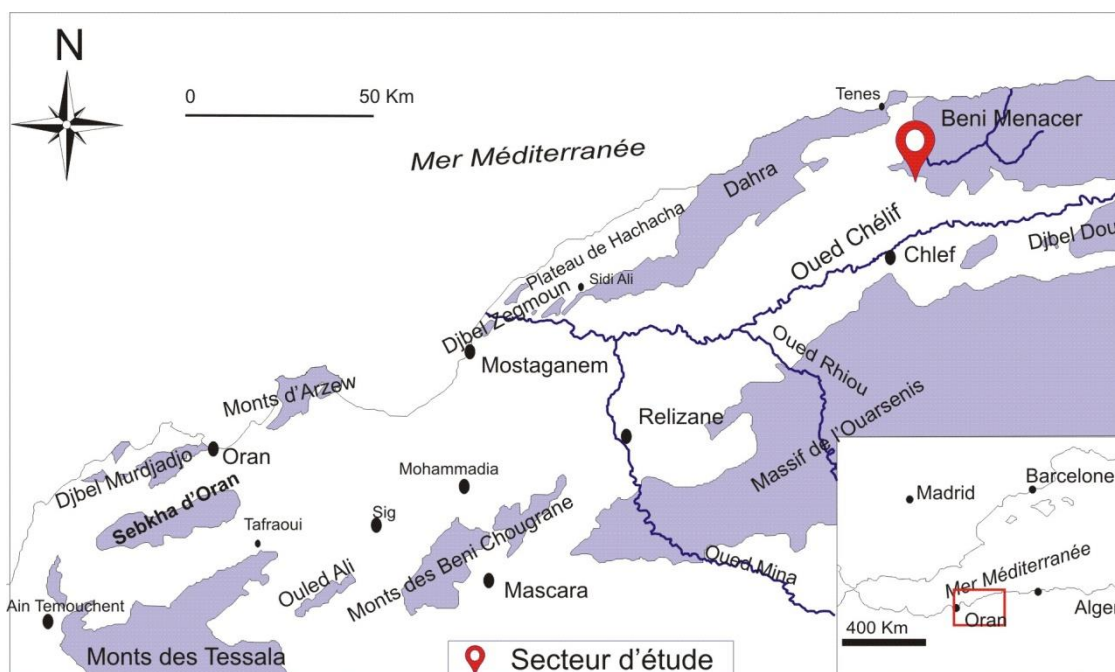 N
0 50 Km
Tenes
Beni Menacer
Mer Méditerranée
Dahra
Plateau de Hachacha
Oued Chélif
Djbel Dou
Chlef
Sidi Ali
Djbel Zegmoun
Mostaganem
Oued Rhiou
Monts d'Arzew
Relizane
Massif de l'Ouarsenis
Oran
Djbel Murdjadjo
Mohammadia
Sebkha d'Oran
Sig
Tafraoui
Ouled Ali
Monts des Beni Chougrane
Oued Mina
Mascara
Ain Temouchent
Monts des Tessala
Secteur d'étude
Barcelone
Madrid
Mer Méditerranée
Alger
Oran
400 Km